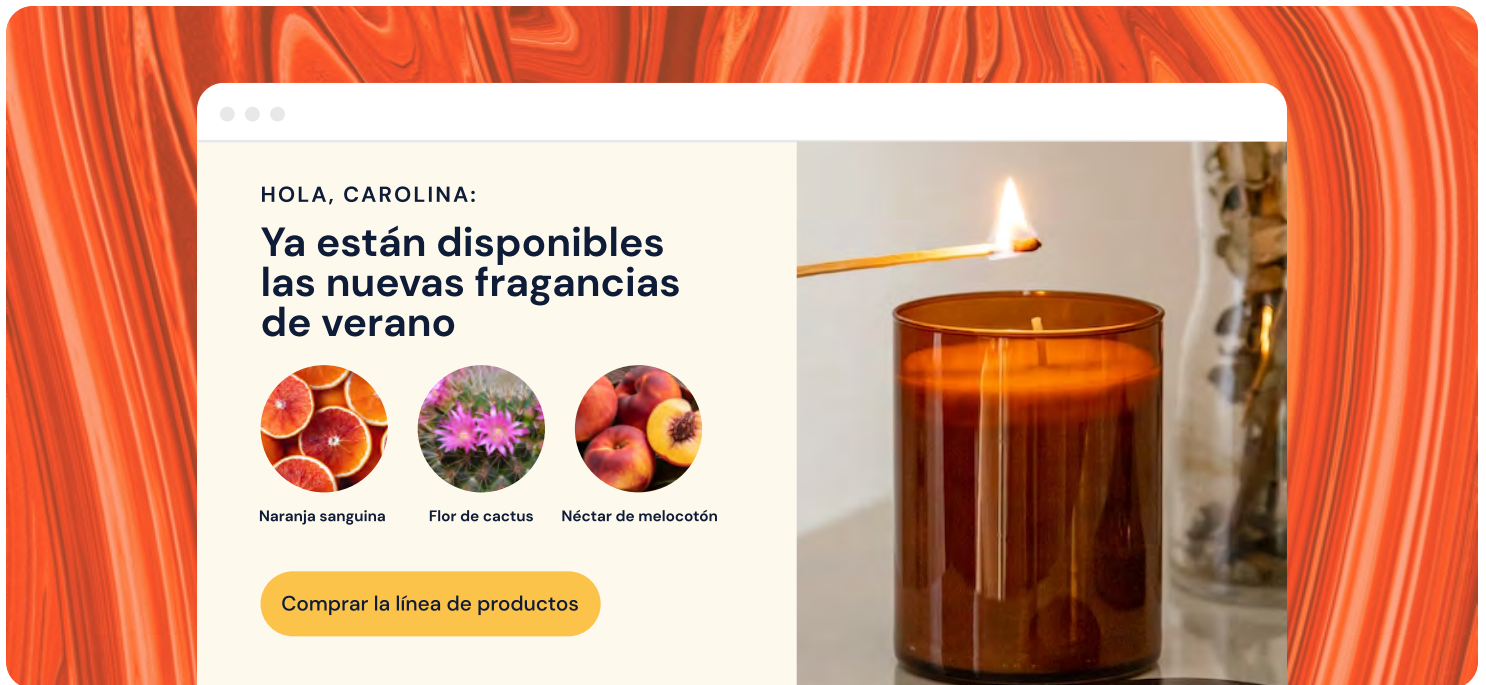 HOLA, CAROLINA:
Ya están disponibles
las nuevas fragancias
de verano
Naranja sanguina
Flor de cactus
Néctar de melocotón
Comprar la línea de productos